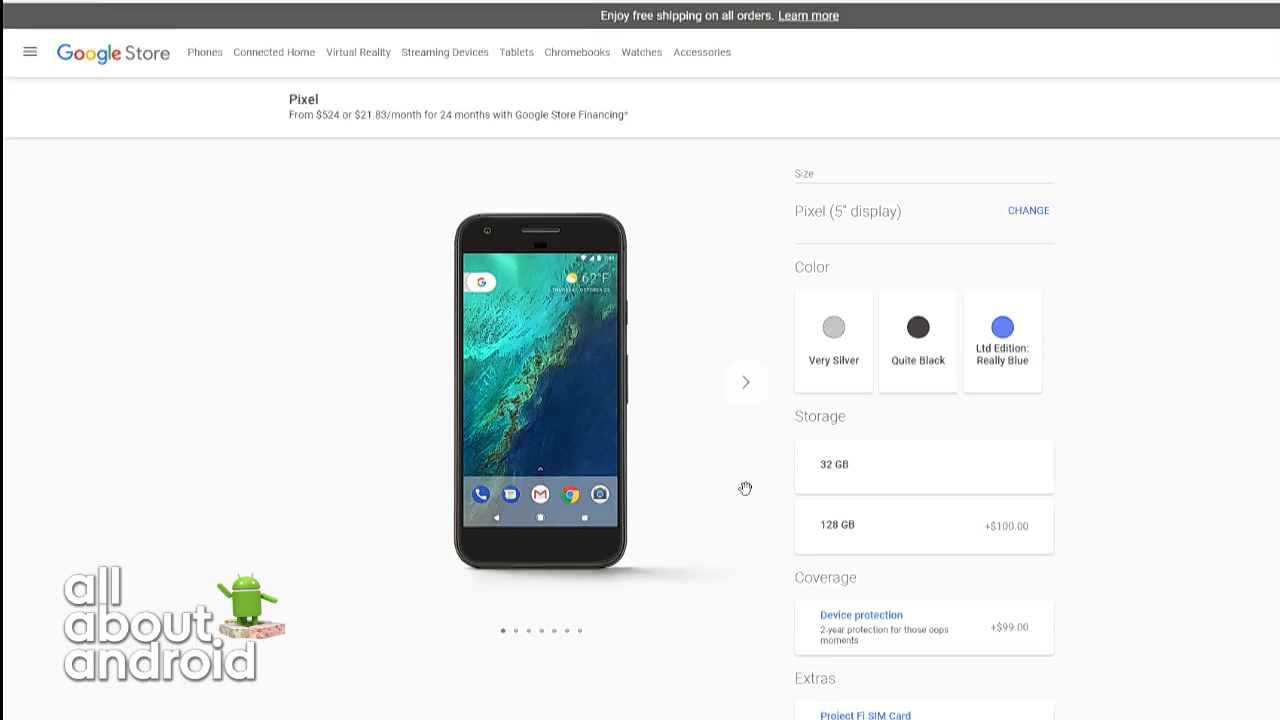 Enjoy free shipping on all orders. Learn more
Google Store Phones Connected Home Virtual Reality Streaming Devices Tablets Chromebooks Watches Accessories
Pixel
From $524 or $21.83/month for 24 months with Google Store Financing*
Size
Pixel (5" display) CHANGE
Color
Very Silver
Quite Black
Ltd Edition:
Really Blue
Storage
32 GB
128 GB +$100.00
Coverage
Device protection
2-year protection for those oops
moments
+$99.00
Extras
Project Fi SIM Card
G
62°F
all
about
android